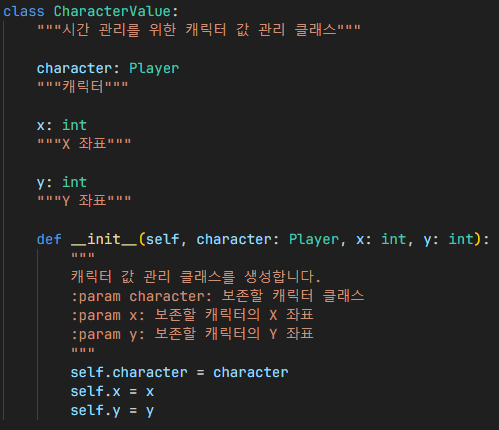 class CharacterValue:
    """시간 관리를 위한 캐릭터 값 관리 클래스"""
    character: Player
    """캐릭터"""
    x: int
    """X 좌표"""
    y: int
    """Y 좌표"""
    def __init__(self, character: Player, x: int, y: int):
        """
        캐릭터 값 관리 클래스를 생성합니다.
        :param character: 보존할 캐릭터 클래스
        :param x: 보존할 캐릭터의 X 좌표
        :param y: 보존할 캐릭터의 Y 좌표
        """
        self.character = character
        self.x = x
        self.y = y